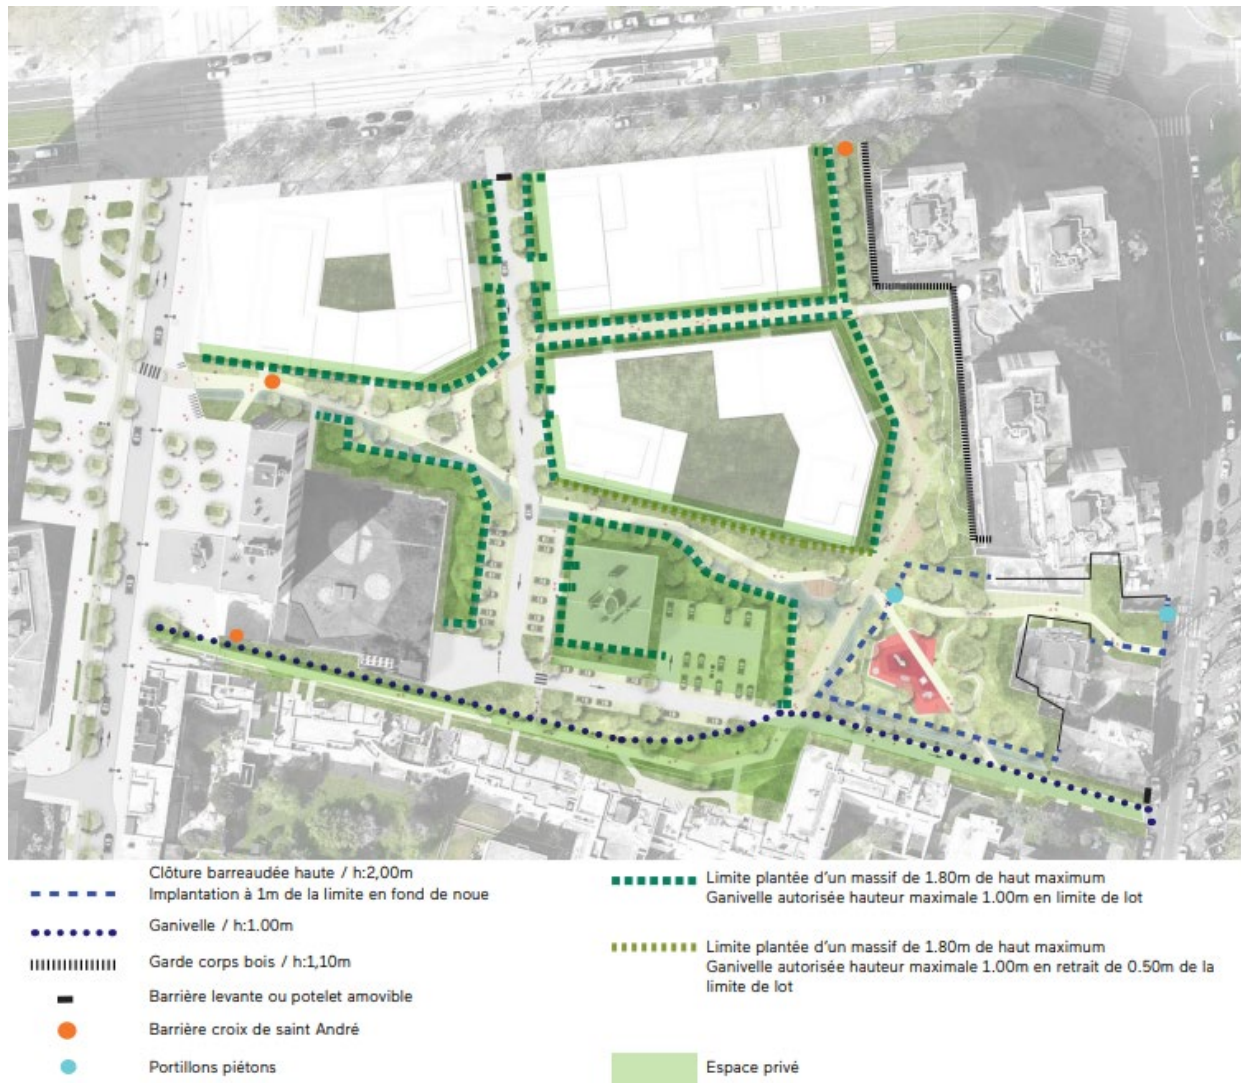 Clôture barreaudée haute / h:2,00m
Implantation à 1m de la limite en fond de noue
Ganivelle / h:1.00m
Garde corps bois / h:1,10m
Barrière levante ou potelet amovible
Barrière croix de saint André
Portillons piétons
Limite plantée d'un massif de 1.80m de haut maximum
Ganivelle autorisée hauteur maximale 1.00m en limite de lot
Limite plantée d'un massif de 1.80m de haut maximum
Ganivelle autorisée hauteur maximale 1.00m en retrait de 0.50m de la
limite de lot
Espace privé